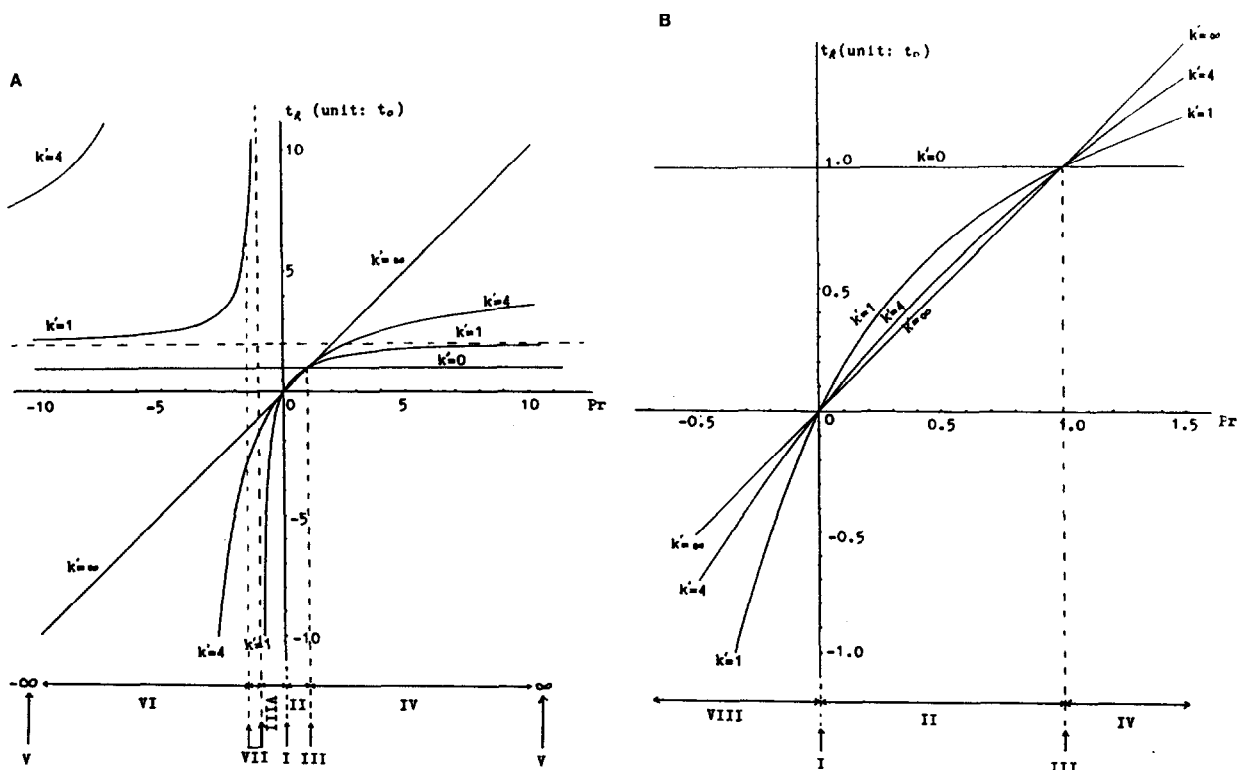 A
t_R (unit: t_o)
10
k'=4
5
k'=∞
k'=4
k'=1
k'=1
k'=0
-10
-5
0
5
10
Pr
-5
k'=∞
-10
k'=4
k'=1
-∞
∞
VI
IIIA
II
IV
V
VII
I
III
V
B
t_R (unit: t_o)
k'=∞
k'=4
k'=1
1.0
k'=0
0.5
k'=1
k'=4
k'=∞
-0.5
0
0.5
1.0
1.5
Pr
k'=∞
-0.5
k'=4
k'=1
-1.0
VIII
II
IV
I
III